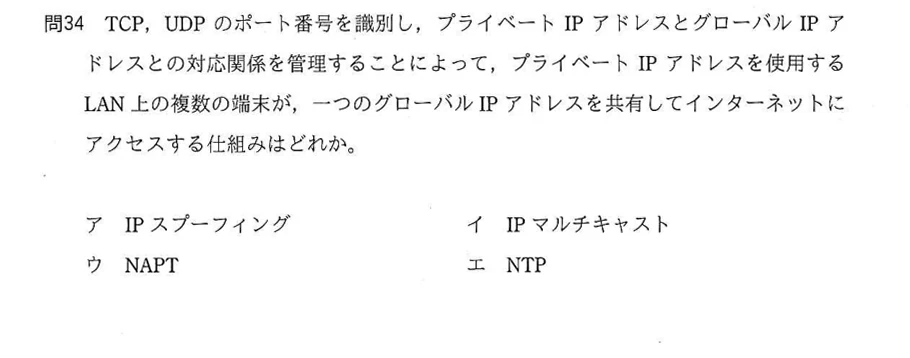 問34 TCP，UDP のポート番号を識別し，プライベート IP アドレスとグローバル IP ア
ドレスとの対応関係を管理することによって，プライベート IP アドレスを使用する
LAN 上の複数の端末が，一つのグローバル IP アドレスを共有してインターネットに
アクセスする仕組みはどれか。
ア IP スプーフィング イ IP マルチキャスト
ウ NAPT エ NTP